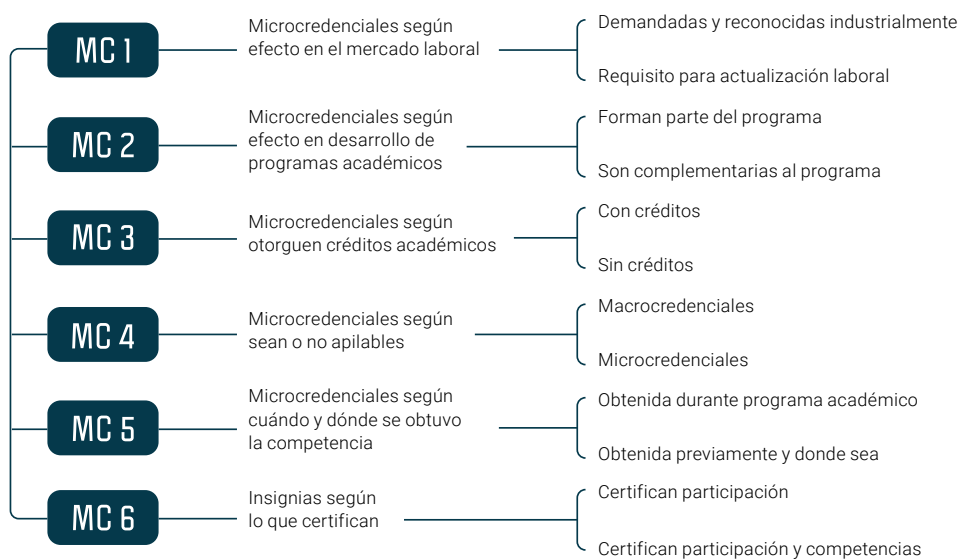 MC 1
Microcredenciales según
efecto en el mercado laboral
Demandadas y reconocidas industrialmente
Requisito para actualización laboral
MC 2
Microcredenciales según
efecto en desarrollo de
programas académicos
Forman parte del programa
Son complementarias al programa
MC 3
Microcredenciales según
otorguen créditos académicos
Con créditos
Sin créditos
MC 4
Microcredenciales según
sean o no apilables
Macrocredenciales
Microcredenciales
MC 5
Microcredenciales según
cuándo y dónde se obtuvo
la competencia
Obtenida durante programa académico
Obtenida previamente y donde sea
MC 6
Insignias según
lo que certifican
Certifican participación
Certifican participación y competencias